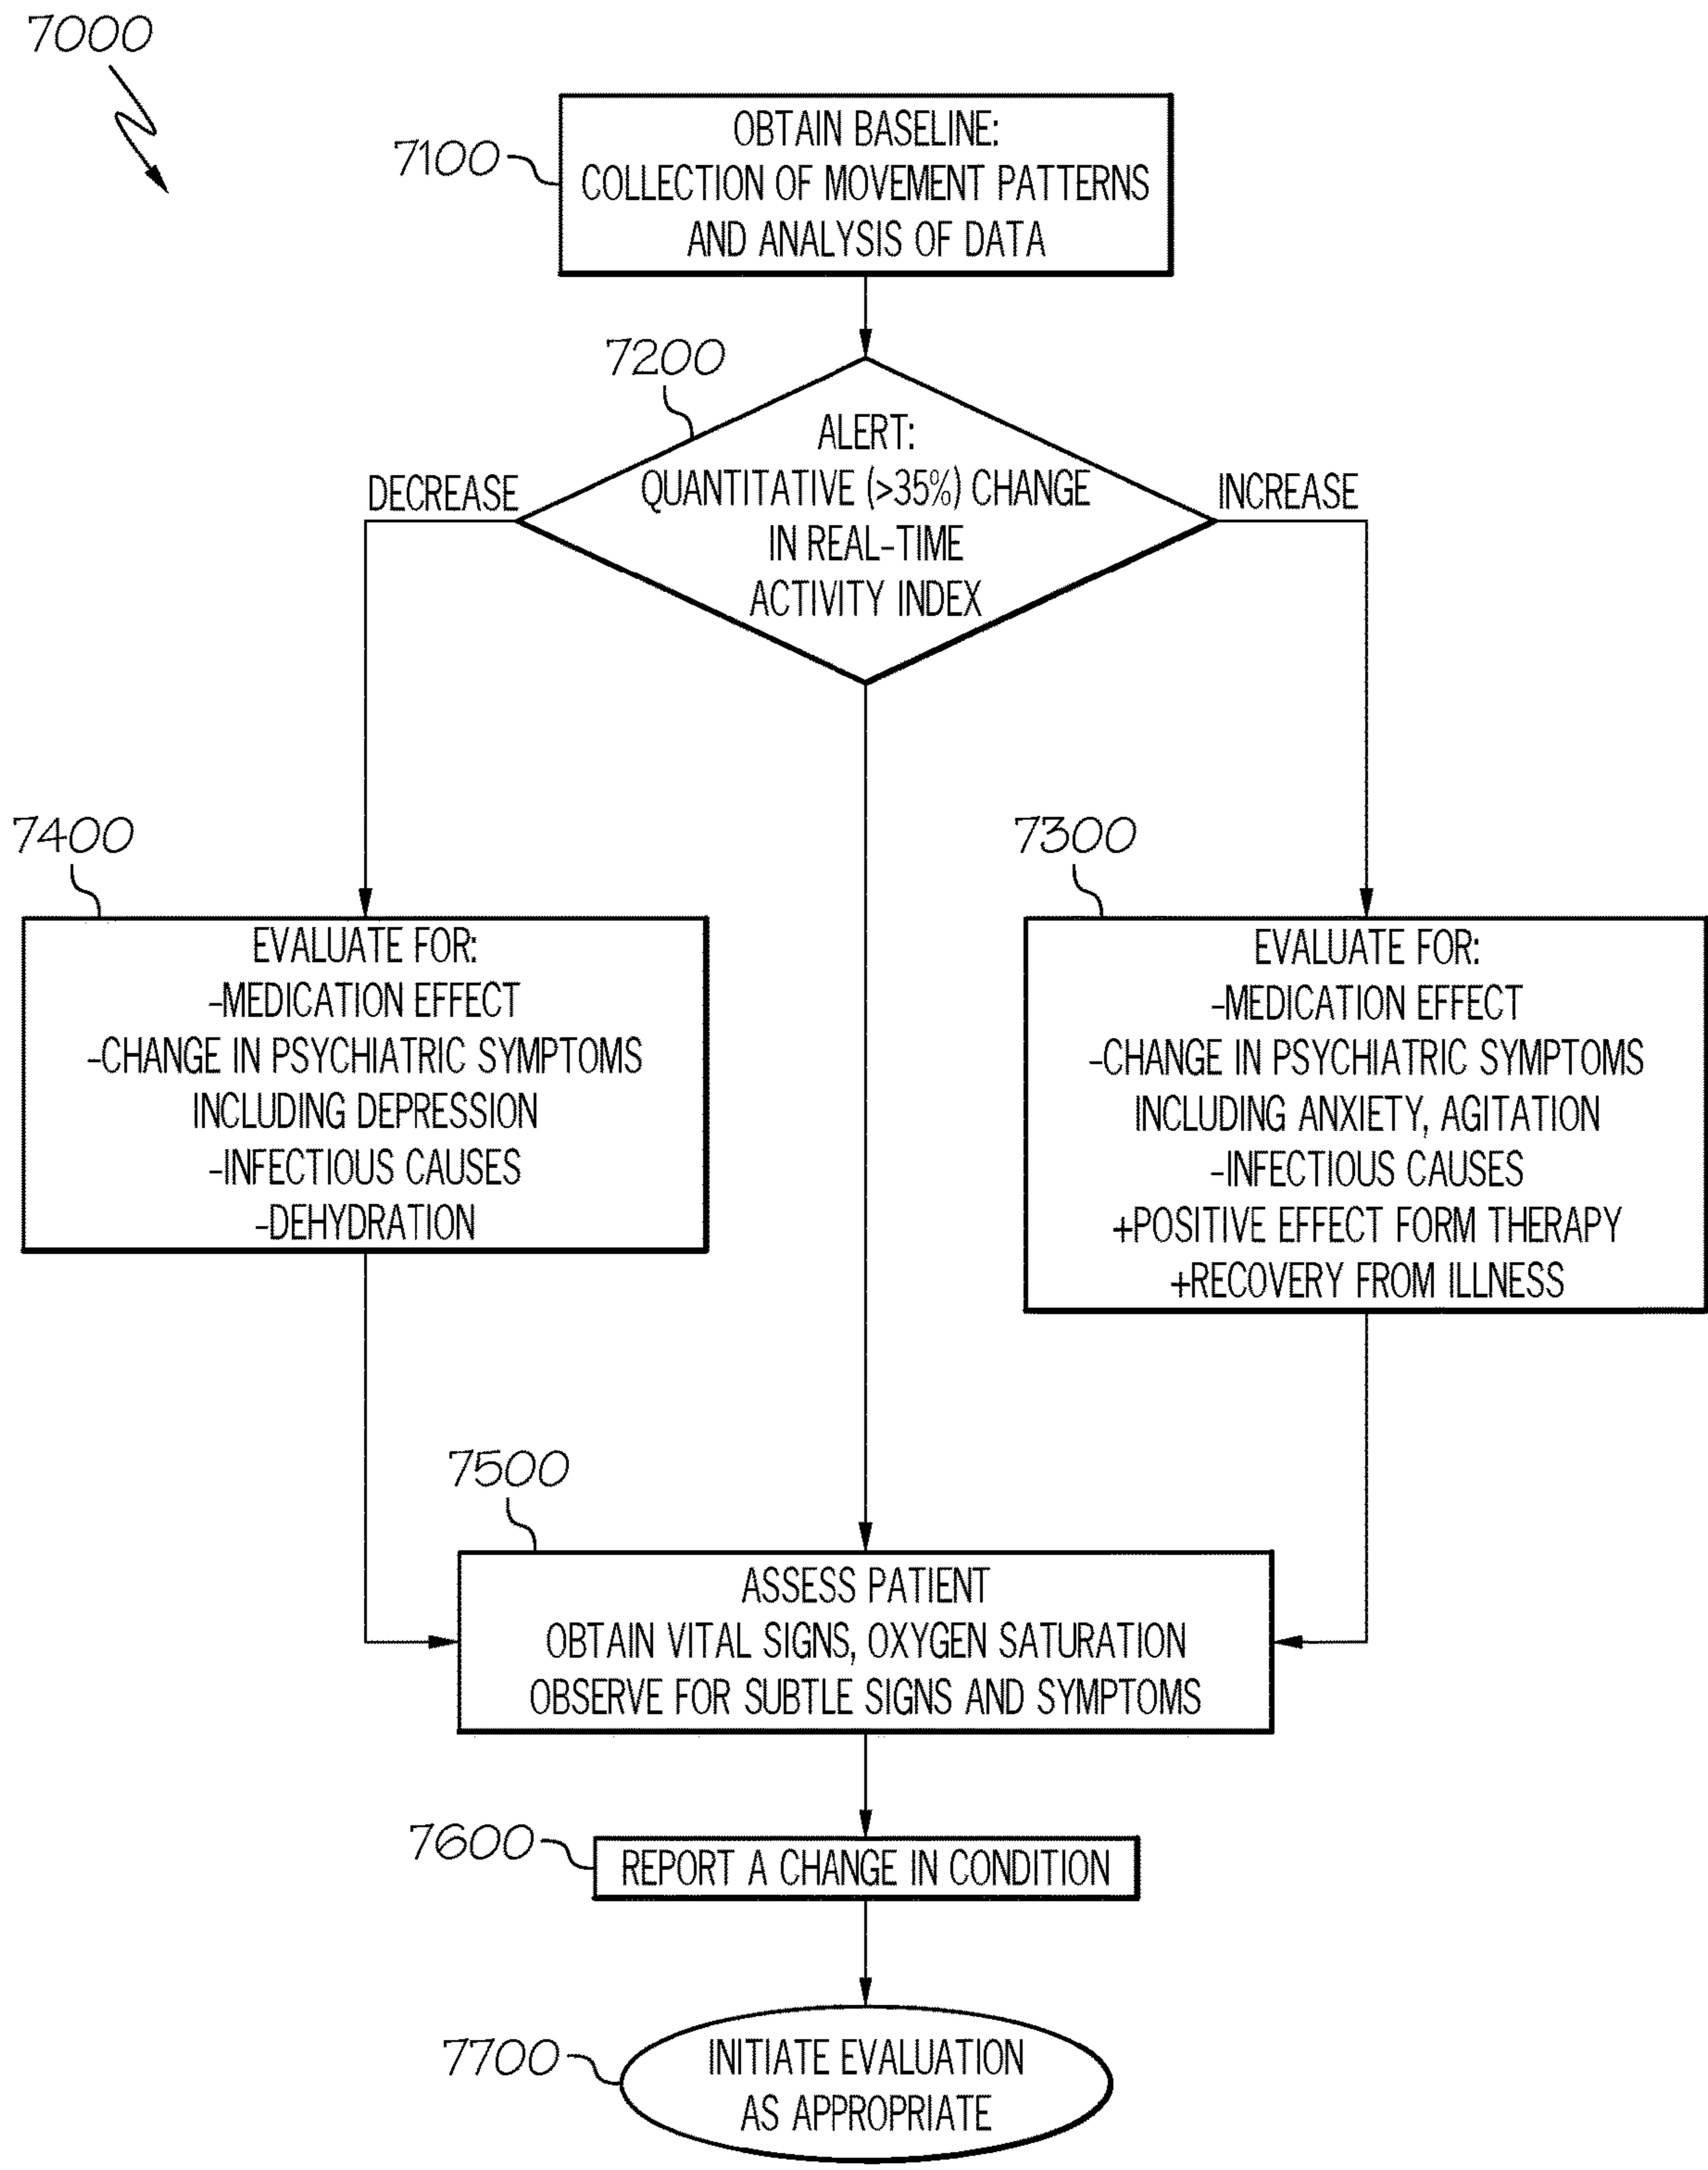 7000
7100
OBTAIN BASELINE:
COLLECTION OF MOVEMENT PATTERNS
AND ANALYSIS OF DATA
7200
ALERT:
QUANTITATIVE (>35%) CHANGE
IN REAL-TIME
ACTIVITY INDEX
DECREASE
INCREASE
7400
EVALUATE FOR:
-MEDICATION EFFECT
-CHANGE IN PSYCHIATRIC SYMPTOMS
INCLUDING DEPRESSION
-INFECTIOUS CAUSES
-DEHYDRATION
7300
EVALUATE FOR:
-MEDICATION EFFECT
-CHANGE IN PSYCHIATRIC SYMPTOMS
INCLUDING ANXIETY, AGITATION
-INFECTIOUS CAUSES
+POSITIVE EFFECT FORM THERAPY
+RECOVERY FROM ILLNESS
7500
ASSESS PATIENT
OBTAIN VITAL SIGNS, OXYGEN SATURATION
OBSERVE FOR SUBTLE SIGNS AND SYMPTOMS
7600
REPORT A CHANGE IN CONDITION
7700
INITIATE EVALUATION
AS APPROPRIATE